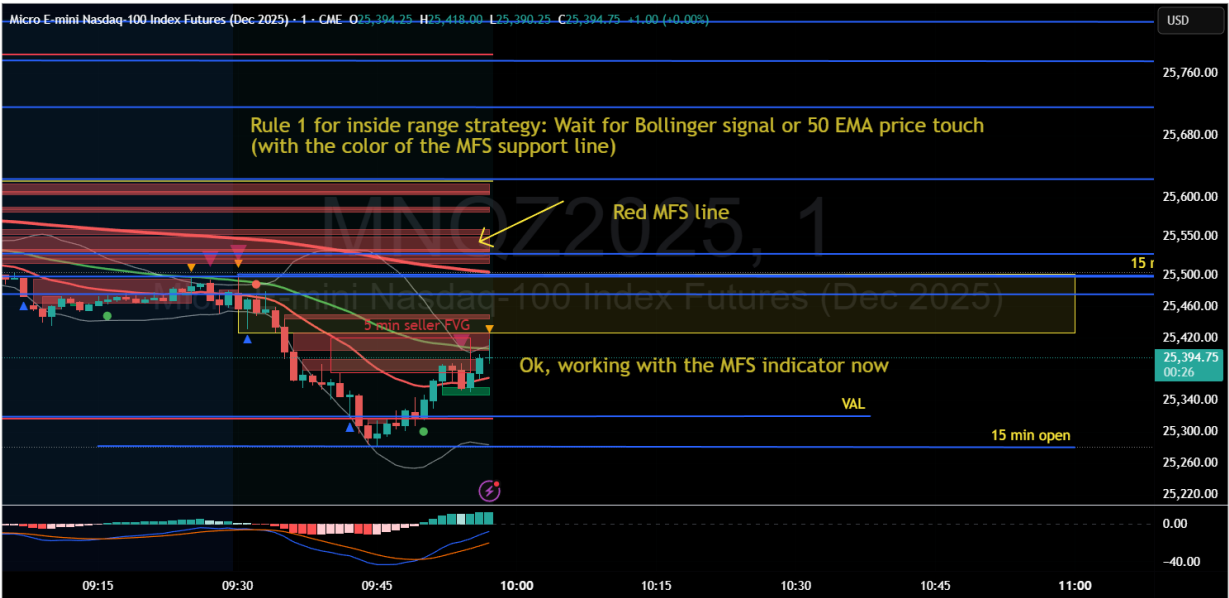 Micro E-mini Nasdaq-100 Index Futures (Dec 2025) · 1 · CME O25,394.25 H25,418.00 L25,390.25 C25,394.75 +1.00 (+0.00%)
USD
25,760.00
Rule 1 for inside range strategy: Wait for Bollinger signal or 50 EMA price touch
(with the color of the MFS support line)
25,680.00
25,600.00
MNQZ2025, 1
Red MFS line
25,550.00
15
25,500.00
Micro E-mini Nasdaq-100 Index Futures (Dec 2025)
25,460.00
5 min seller FVG
25,420.00
Ok, working with the MFS indicator now
25,394.75
00:26
25,340.00
VAL
25,300.00
15 min open
25,260.00
25,220.00
0.00
−40.00
09:15
09:30
09:45
10:00
10:15
10:30
10:45
11:00